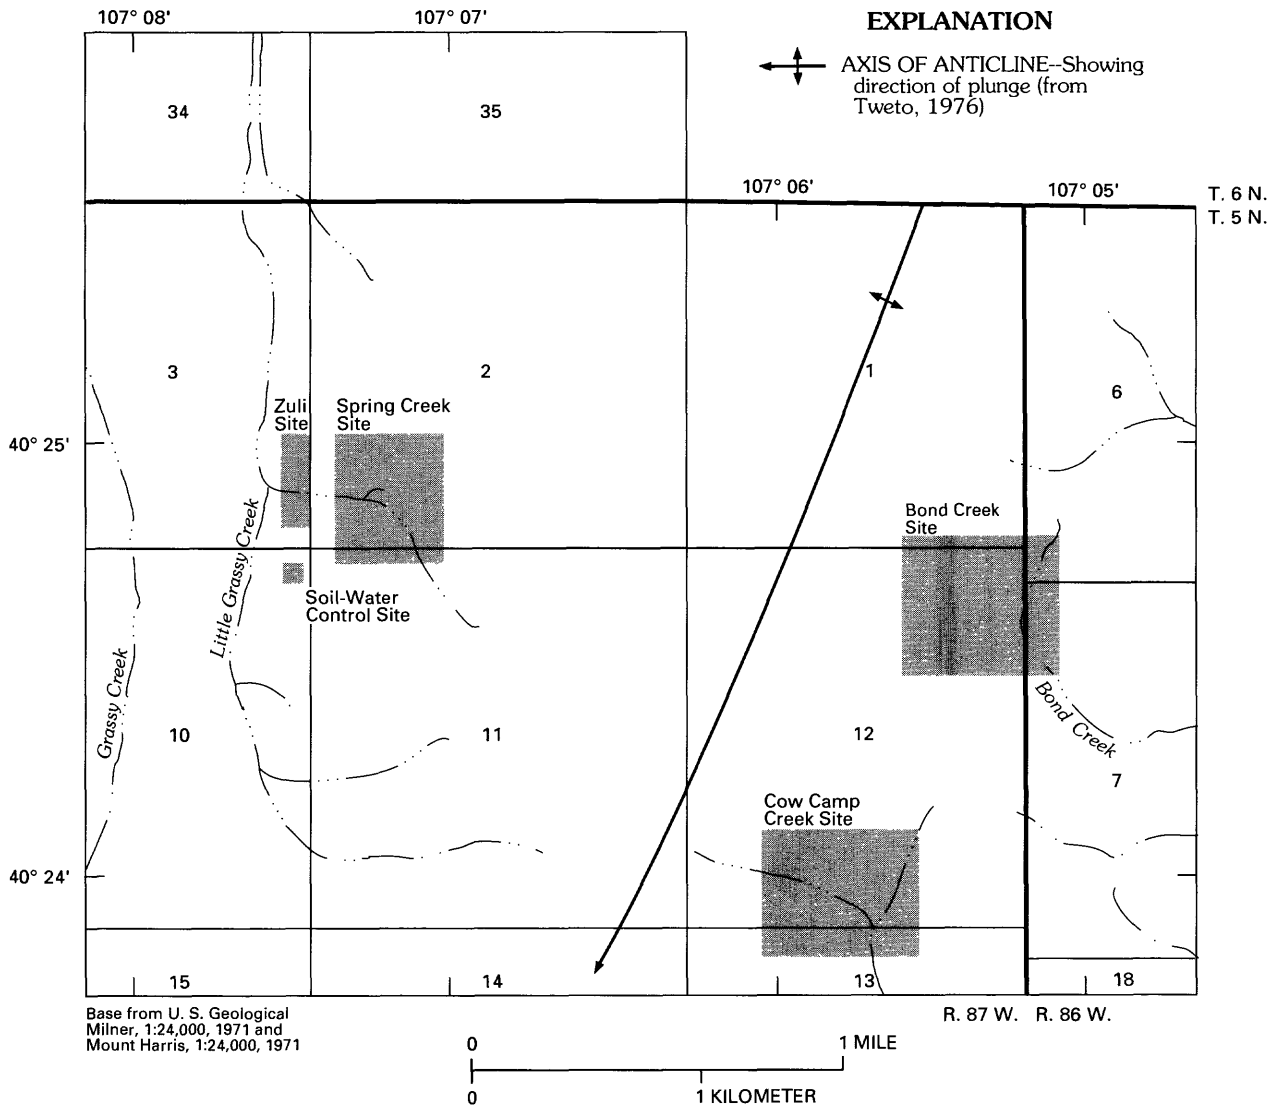 107° 08'
107° 07'
EXPLANATION
AXIS OF ANTICLINE--Showing
direction of plunge (from
Tweto, 1976)
34
35
107° 06'
107° 05'
T. 6 N.
T. 5 N.
3
2
1
6
Zuli
Site
Spring Creek
Site
40° 25'
Bond Creek
Site
Little Grassy Creek
Soil-Water
Control Site
Grassy Creek
Bond Creek
10
11
12
7
Cow Camp
Creek Site
40° 24'
15
14
13
18
Base from U. S. Geological
Milner, 1:24,000, 1971 and
Mount Harris, 1:24,000, 1971
R. 87 W.
R. 86 W.
0
1 MILE
0
1 KILOMETER